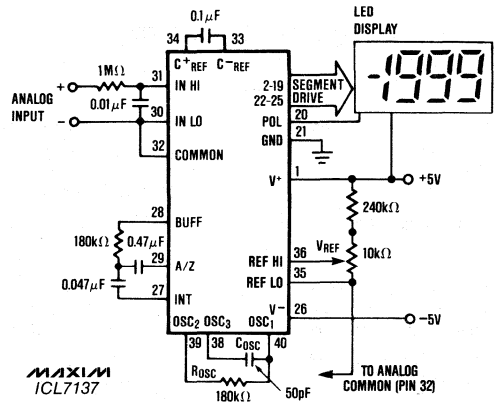 0.1μF
LED
DISPLAY
34
33
-1999
1MΩ
31
C+REF
C-REF
IN HI
2-19
22-25
SEGMENT
DRIVE
+
ANALOG
INPUT
-
0.01μF
30
IN LO
POL
20
GND
21
32
COMMON
V+
1
+5V
240kΩ
28
BUFF
180kΩ
0.47μF
29
A/Z
REF HI
36
VREF
10kΩ
REF LO
35
0.047μF
27
INT
V-
26
-5V
OSC2
OSC3
OSC1
39
38
COSC
40
ROSC
50pF
180kΩ
TO ANALOG
COMMON (PIN 32)
MAXIM
ICL7137